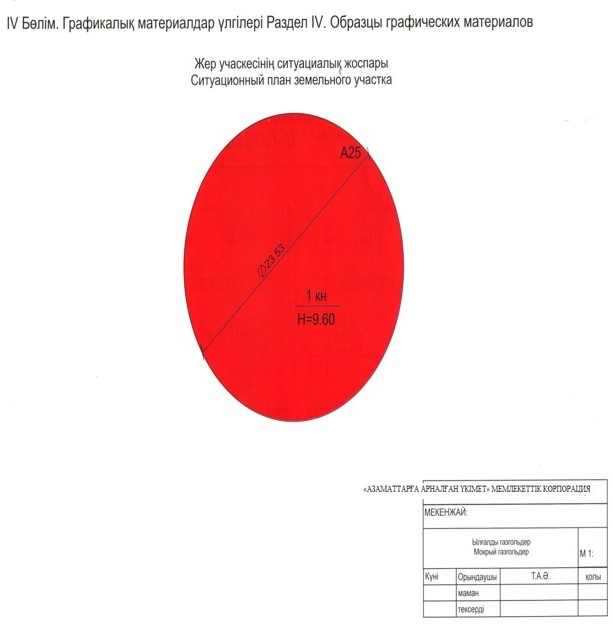 IV Бөлім. Графикалық материалдар үлгілері Раздел IV. Образцы графических материалов
Жер учаскесінің ситуациалық жоспары
Ситуационный план земельного участка
А25
∅23.53
1 кн
Н=9.60
«АЗАМАТТАРҒА АРНАЛҒАН ҮКІМЕТ» МЕМЛЕКЕТТІК КОРПОРАЦИЯ
МЕКЕНЖАЙ:
Ылғалды газгольдер
Мокрый газгольдер
М 1:
Күні Орындаушы Т.А.Ә. қолы
маман
тексерді